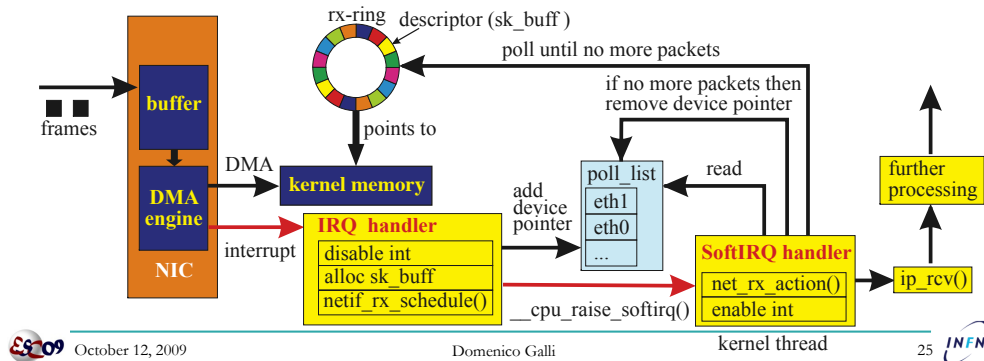 rx-ring
descriptor (sk_buff )
poll until no more packets
if no more packets then
remove device pointer
buffer
frames
points to
DMA
kernel memory
DMA
engine
NIC
interrupt
IRQ handler
disable int
alloc sk_buff
netif_rx_schedule()
add
device
pointer
poll_list
eth1
eth0
...
read
further
processing
SoftIRQ handler
net_rx_action()
enable int
ip_rcv()
__cpu_raise_softirq()
kernel thread
ESC09
October 12, 2009
Domenico Galli
25
INFN